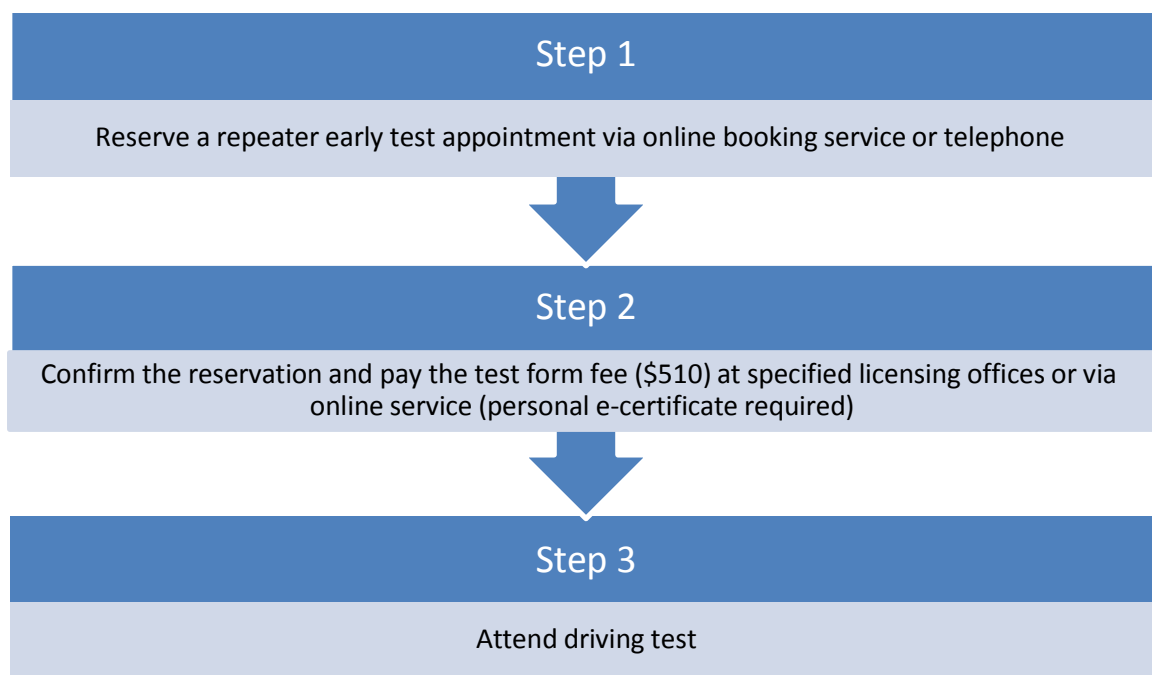 Step 1
Reserve a repeater early test appointment via online booking service or telephone
Step 2
Confirm the reservation and pay the test form fee ($510) at specified licensing offices or via
online service (personal e-certificate required)
Step 3
Attend driving test